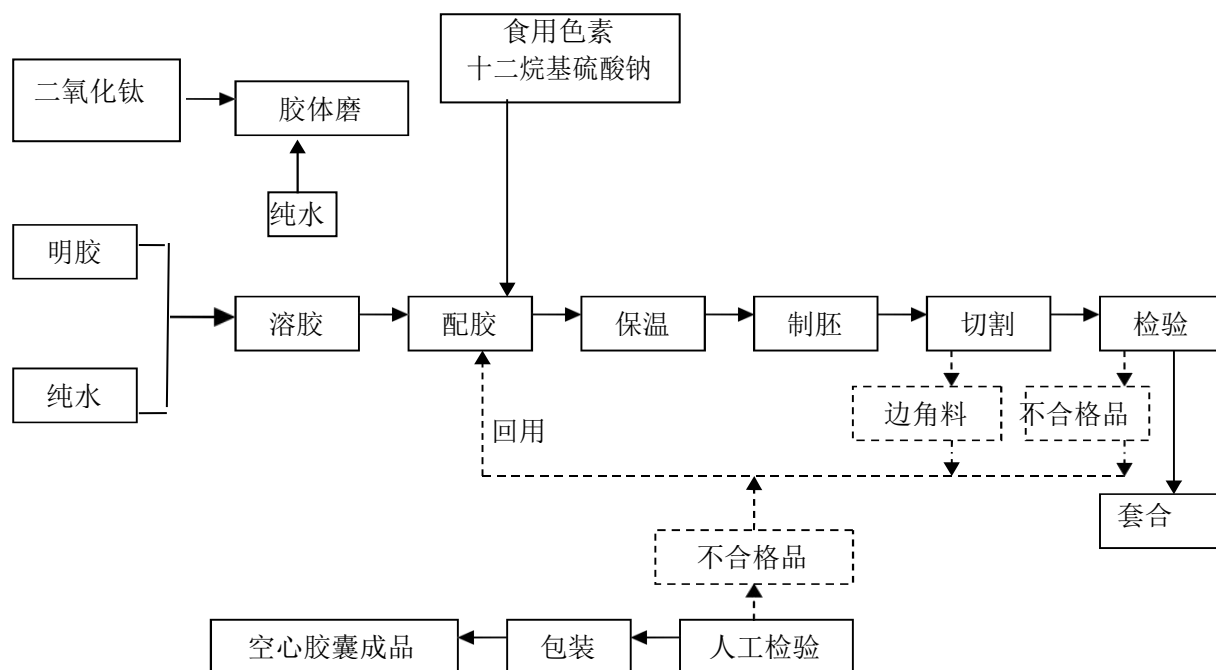 食用色素
十二烷基硫酸钠
二氧化钛
胶体磨
纯水
明胶
溶胶
配胶
保温
制胚
切割
检验
纯水
边角料
不合格品
回用
套合
不合格品
空心胶囊成品
包装
人工检验